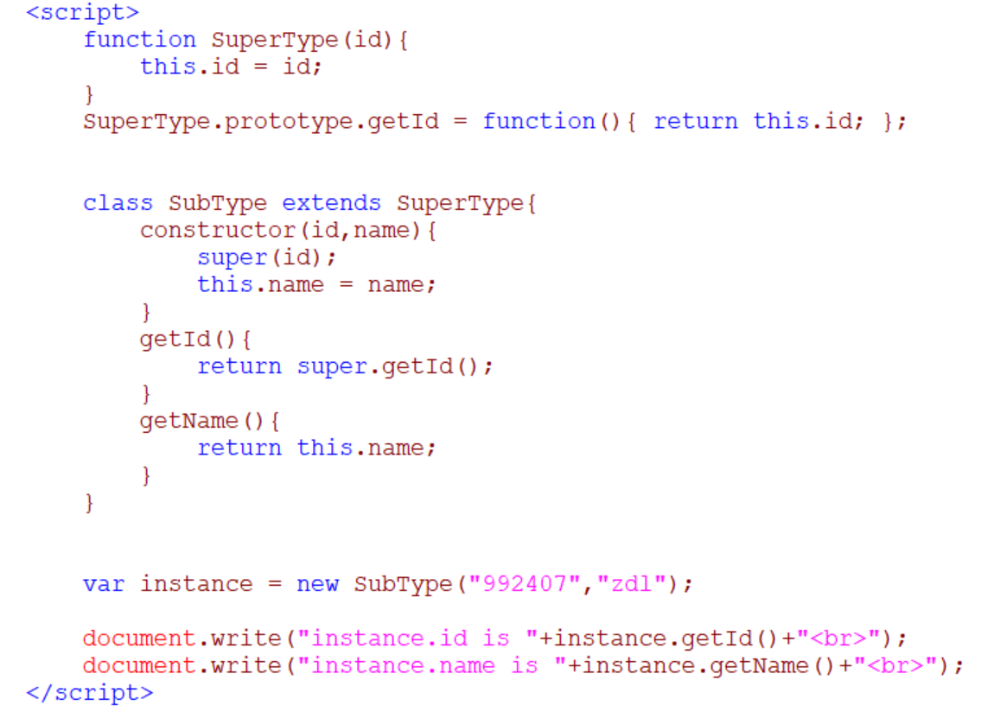 <script>
    function SuperType(id){
        this.id = id;
    }
    SuperType.prototype.getId = function(){ return this.id; };
    class SubType extends SuperType{
        constructor(id,name){
            super(id);
            this.name = name;
        }
        getId(){
            return super.getId();
        }
        getName(){
            return this.name;
        }
    }
    var instance = new SubType("992407","zdl");
    document.write("instance.id is "+instance.getId()+"<br>");
    document.write("instance.name is "+instance.getName()+"<br>");
</script>